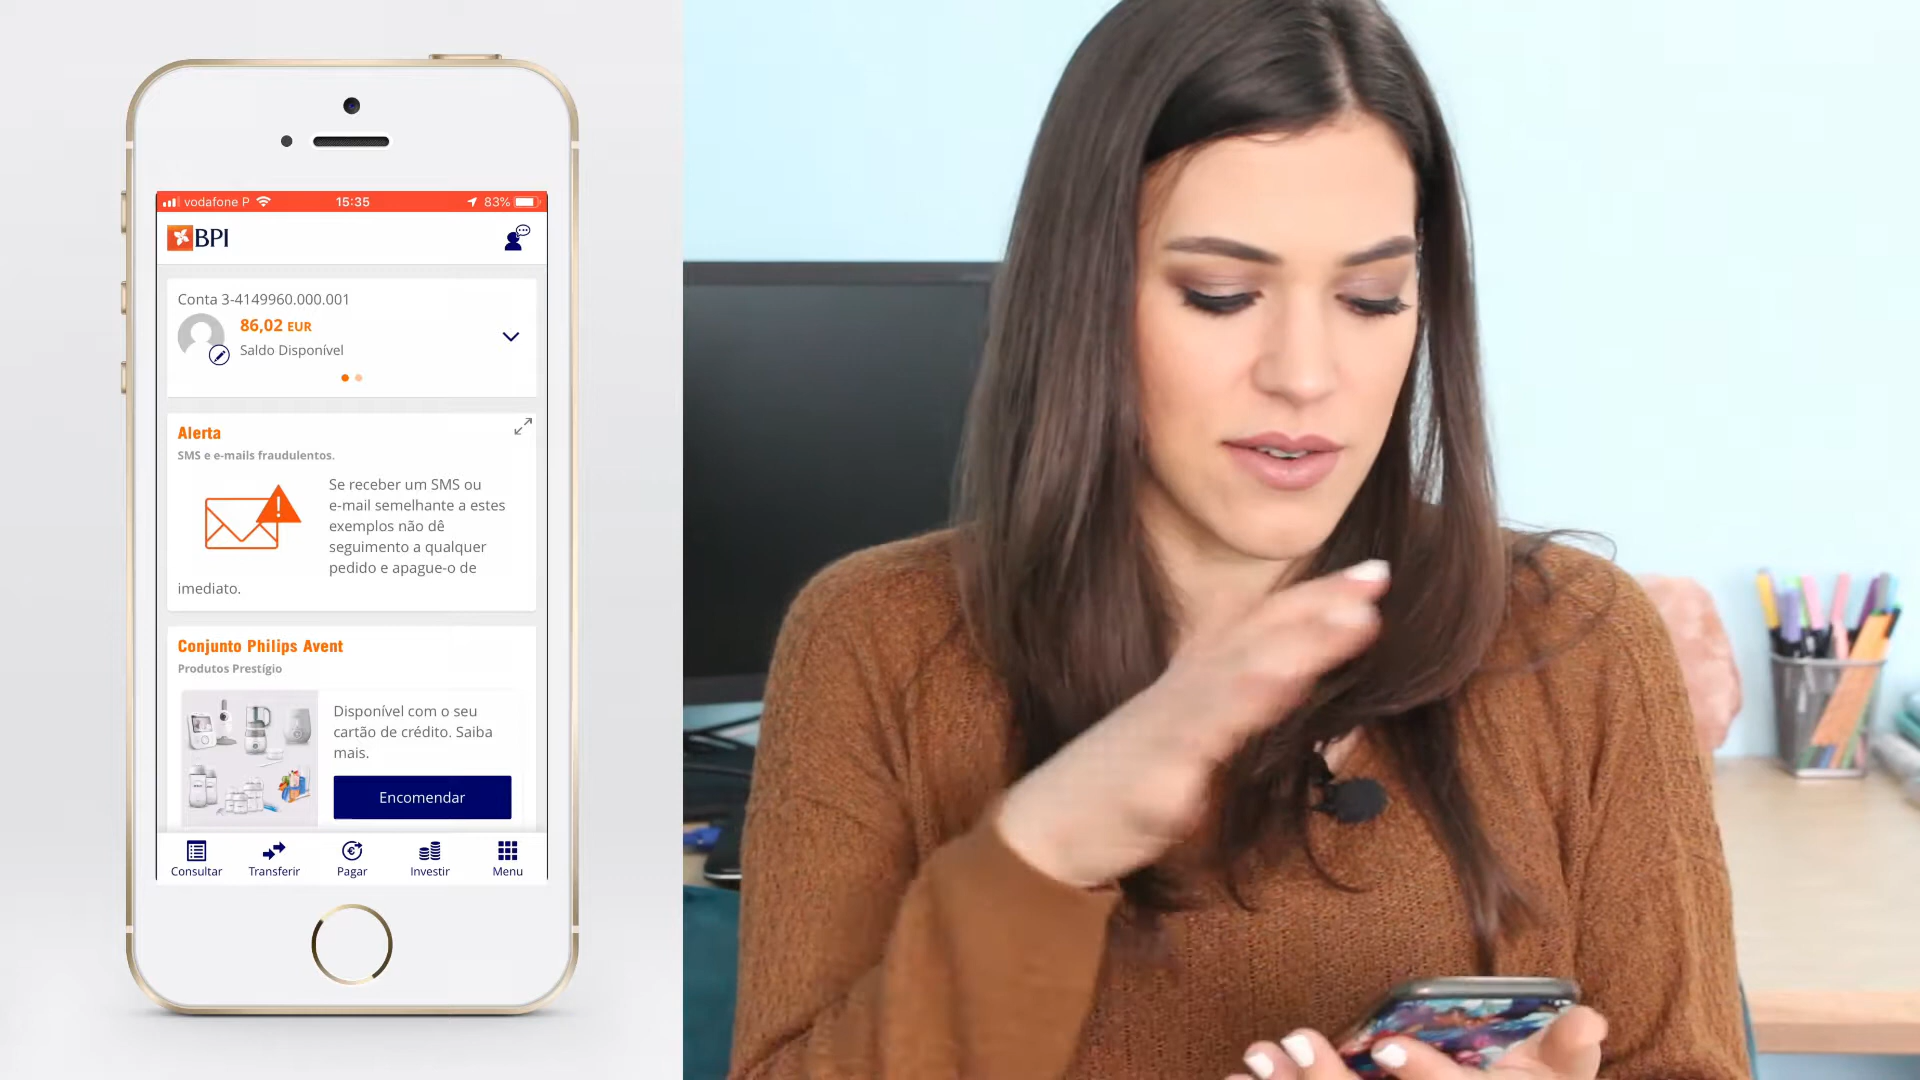 vodafone P 15:35 83%
BPI
Conta 3-4149960.000.001
86,02 EUR
Saldo Disponível
Alerta
SMS e e-mails fraudulentos.
Se receber um SMS ou
e-mail semelhante a estes
exemplos não dê
seguimento a qualquer
pedido e apague-o de
imediato.
Conjunto Philips Avent
Produtos Prestígio
Disponível com o seu
cartão de crédito. Saiba
mais.
Encomendar
Consultar Transferir Pagar Investir Menu